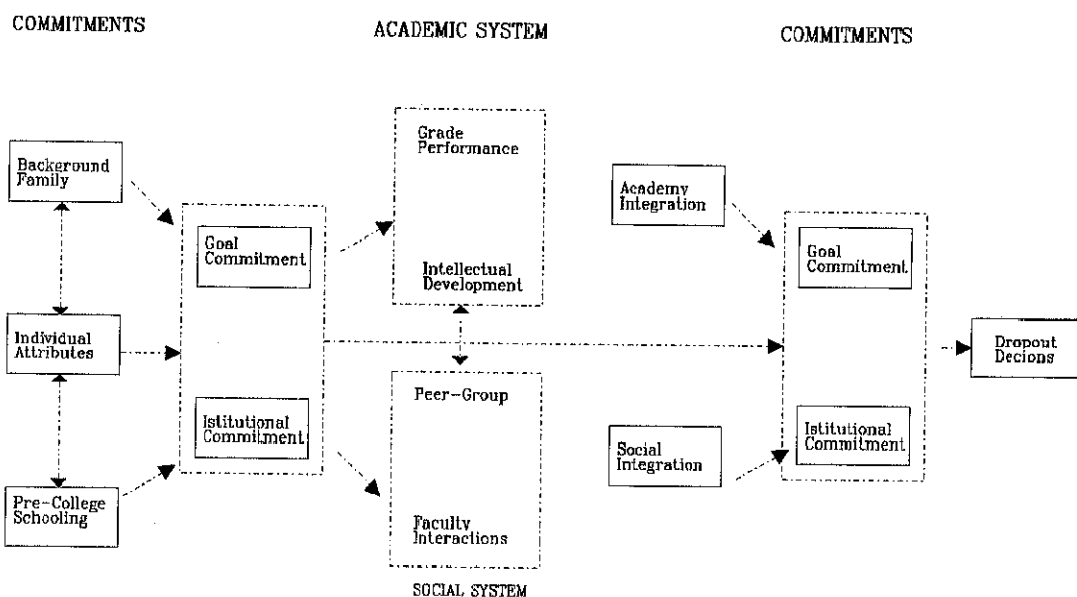 COMMITMENTS
ACADEMIC SYSTEM
COMMITMENTS
Background
Family
Individual
Attributes
Pre-College
Schooling
Goal
Commitment
Istitutional
Commitment
Grade
Performance
Intellectual
Development
Peer-Group
Faculty
Interactions
SOCIAL SYSTEM
Academy
Integration
Social
Integration
Goal
Commitment
Istitutional
Commitment
Dropout
Decions